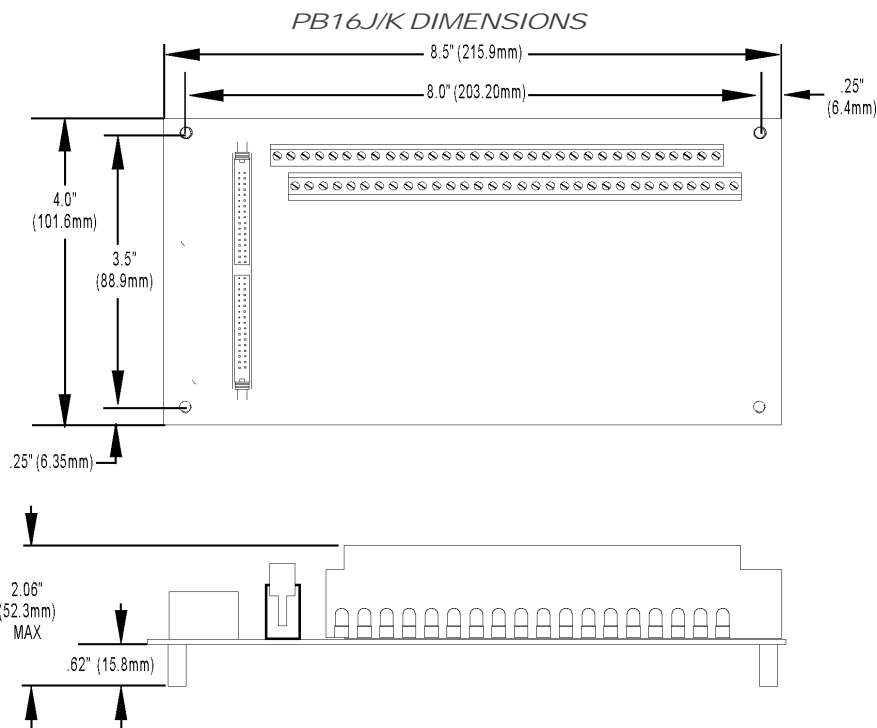 PB16J/K DIMENSIONS
8.5" (215.9mm)
8.0" (203.20mm)
.25"
(6.4mm)
4.0"
(101.6mm)
3.5"
(88.9mm)
.25" (6.35mm)
2.06"
(52.3mm)
MAX
.62" (15.8mm)